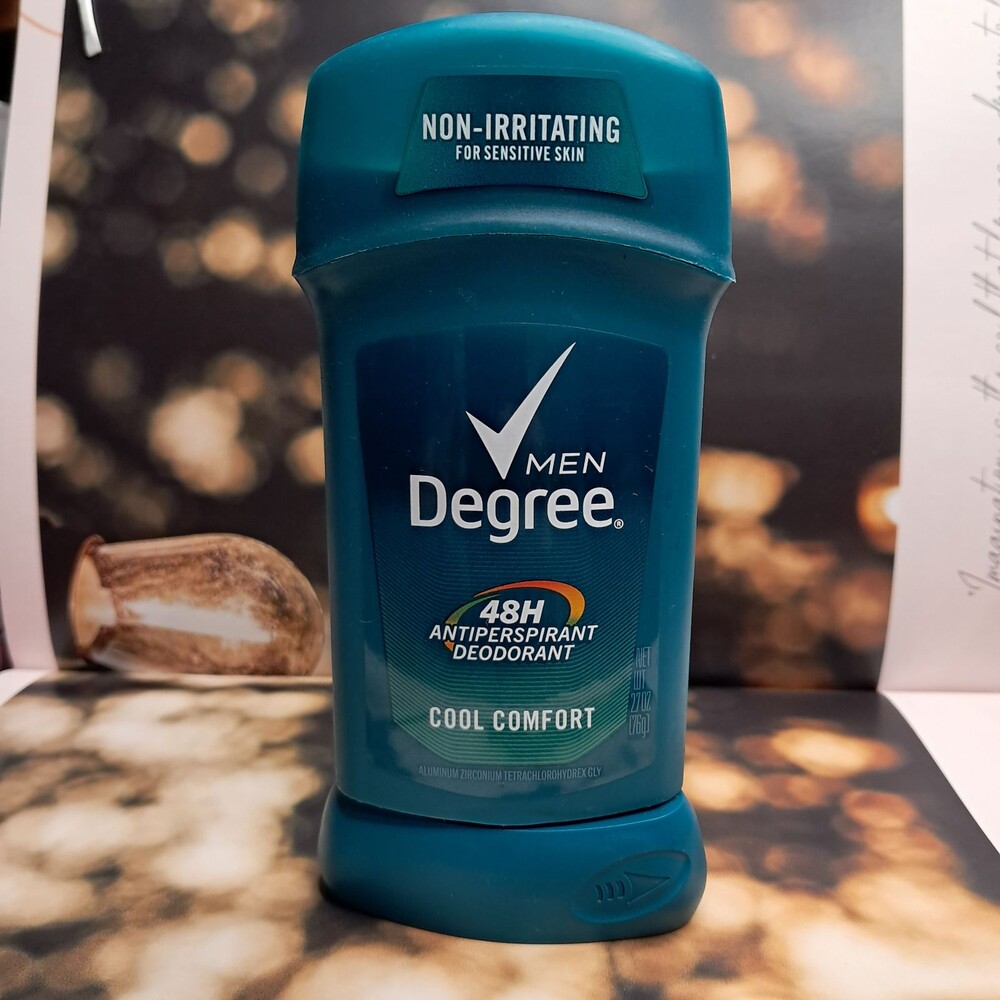 NON-IRRITATING
FOR SENSITIVE SKIN
MEN
Degree®
48H
ANTIPERSPIRANT
DEODORANT
NET
WT
2.7 OZ
(76g)
COOL COMFORT
ALUMINUM ZIRCONIUM TETRACHLOROHYDREX GLY
"Imagination